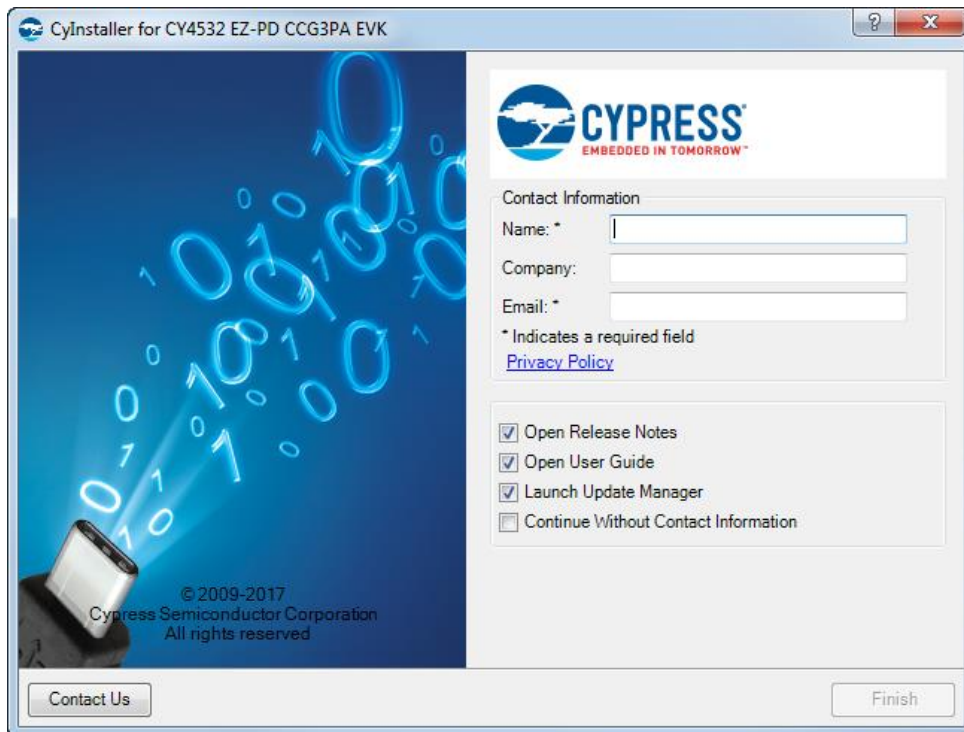 CyInstaller for CY4532 EZ-PD CCG3PA EVK
CYPRESS®
EMBEDDED IN TOMORROW™
Contact Information
Name: *
Company:
Email: *
* Indicates a required field
Privacy Policy
Open Release Notes
Open User Guide
Launch Update Manager
Continue Without Contact Information
© 2009-2017
Cypress Semiconductor Corporation
All rights reserved
Contact Us
Finish